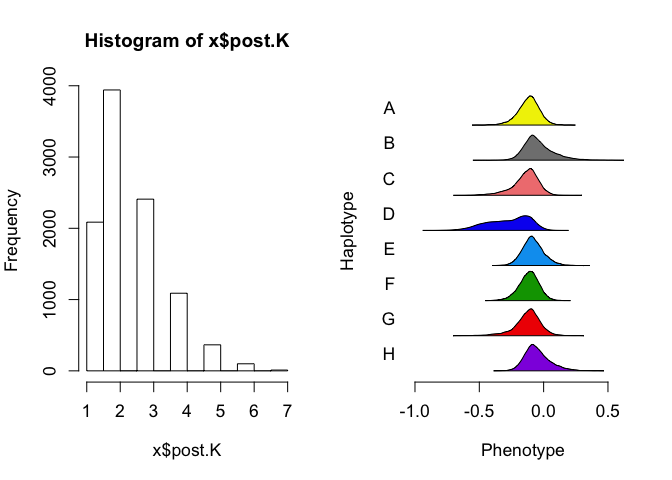 Histogram of x$post.K
Frequency
0
1000
2000
3000
4000
1 2 3 4 5 6 7
x$post.K
Haplotype
A
B
C
D
E
F
G
H
-1.0 -0.5 0.0 0.5
Phenotype